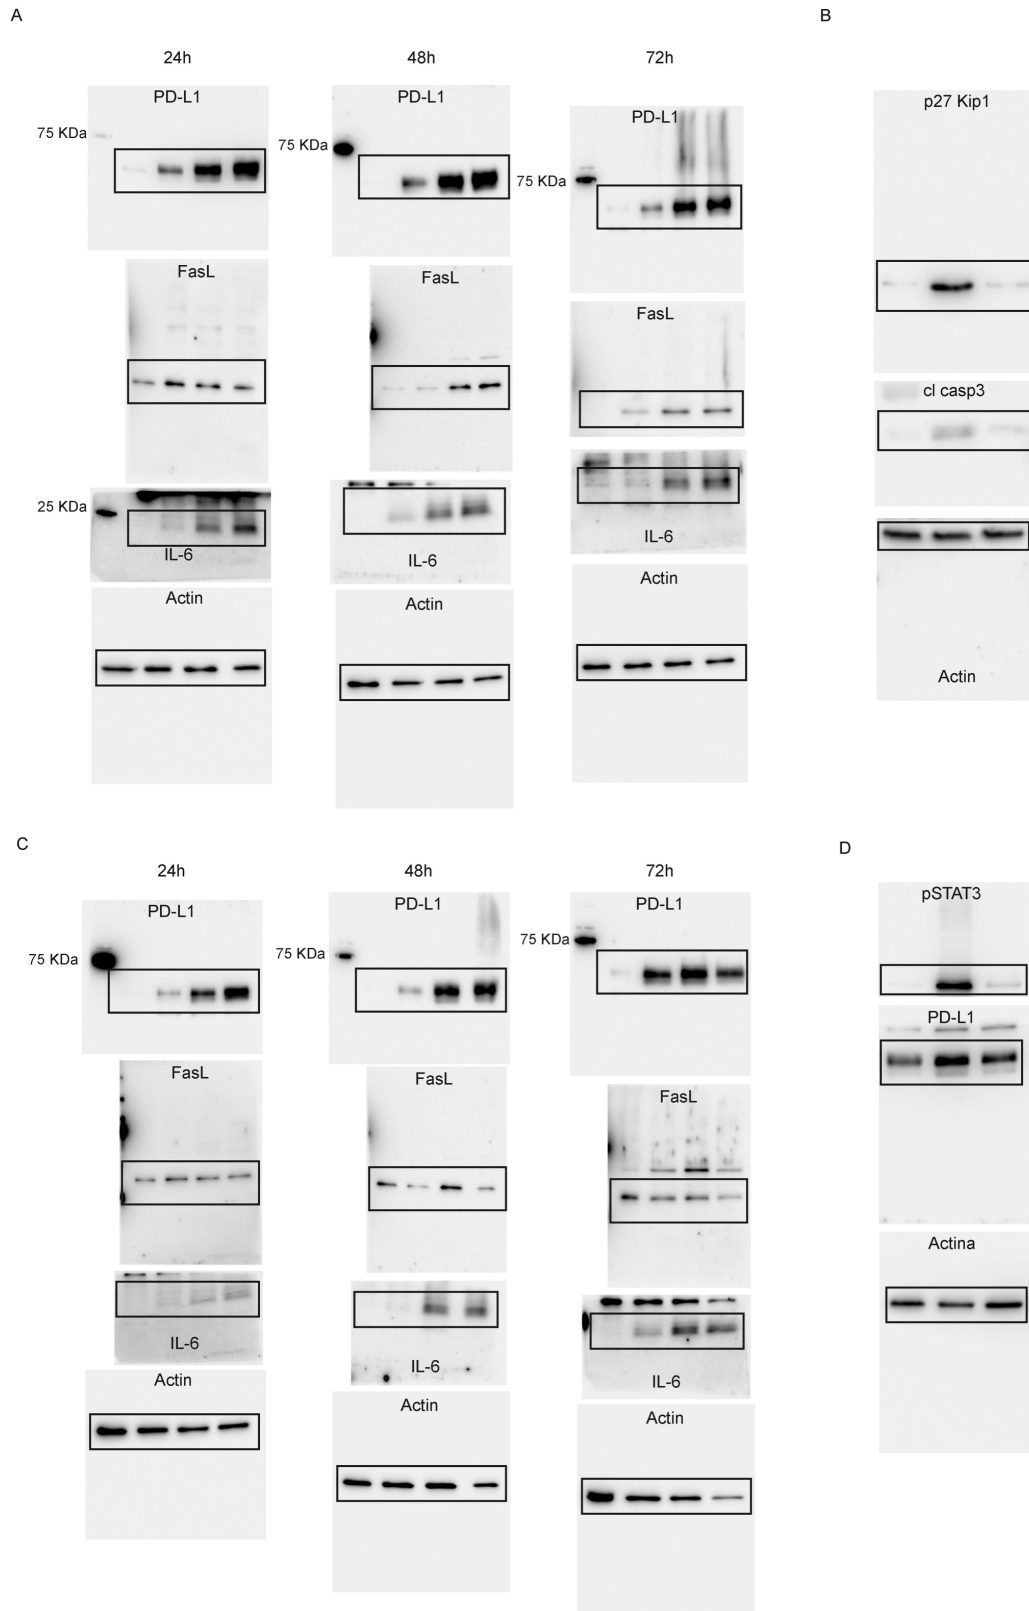 A
B
24h
48h
72h
PD-L1
PD-L1
PD-L1
p27 Kip1
75 KDa
75 KDa
75 KDa
FasL
FasL
FasL
cl casp3
25 KDa
IL-6
IL-6
IL-6
Actin
Actin
Actin
Actin
C
D
24h
48h
72h
PD-L1
PD-L1
PD-L1
pSTAT3
75 KDa
75 KDa
75 KDa
PD-L1
FasL
FasL
FasL
Actina
IL-6
IL-6
IL-6
Actin
Actin
Actin